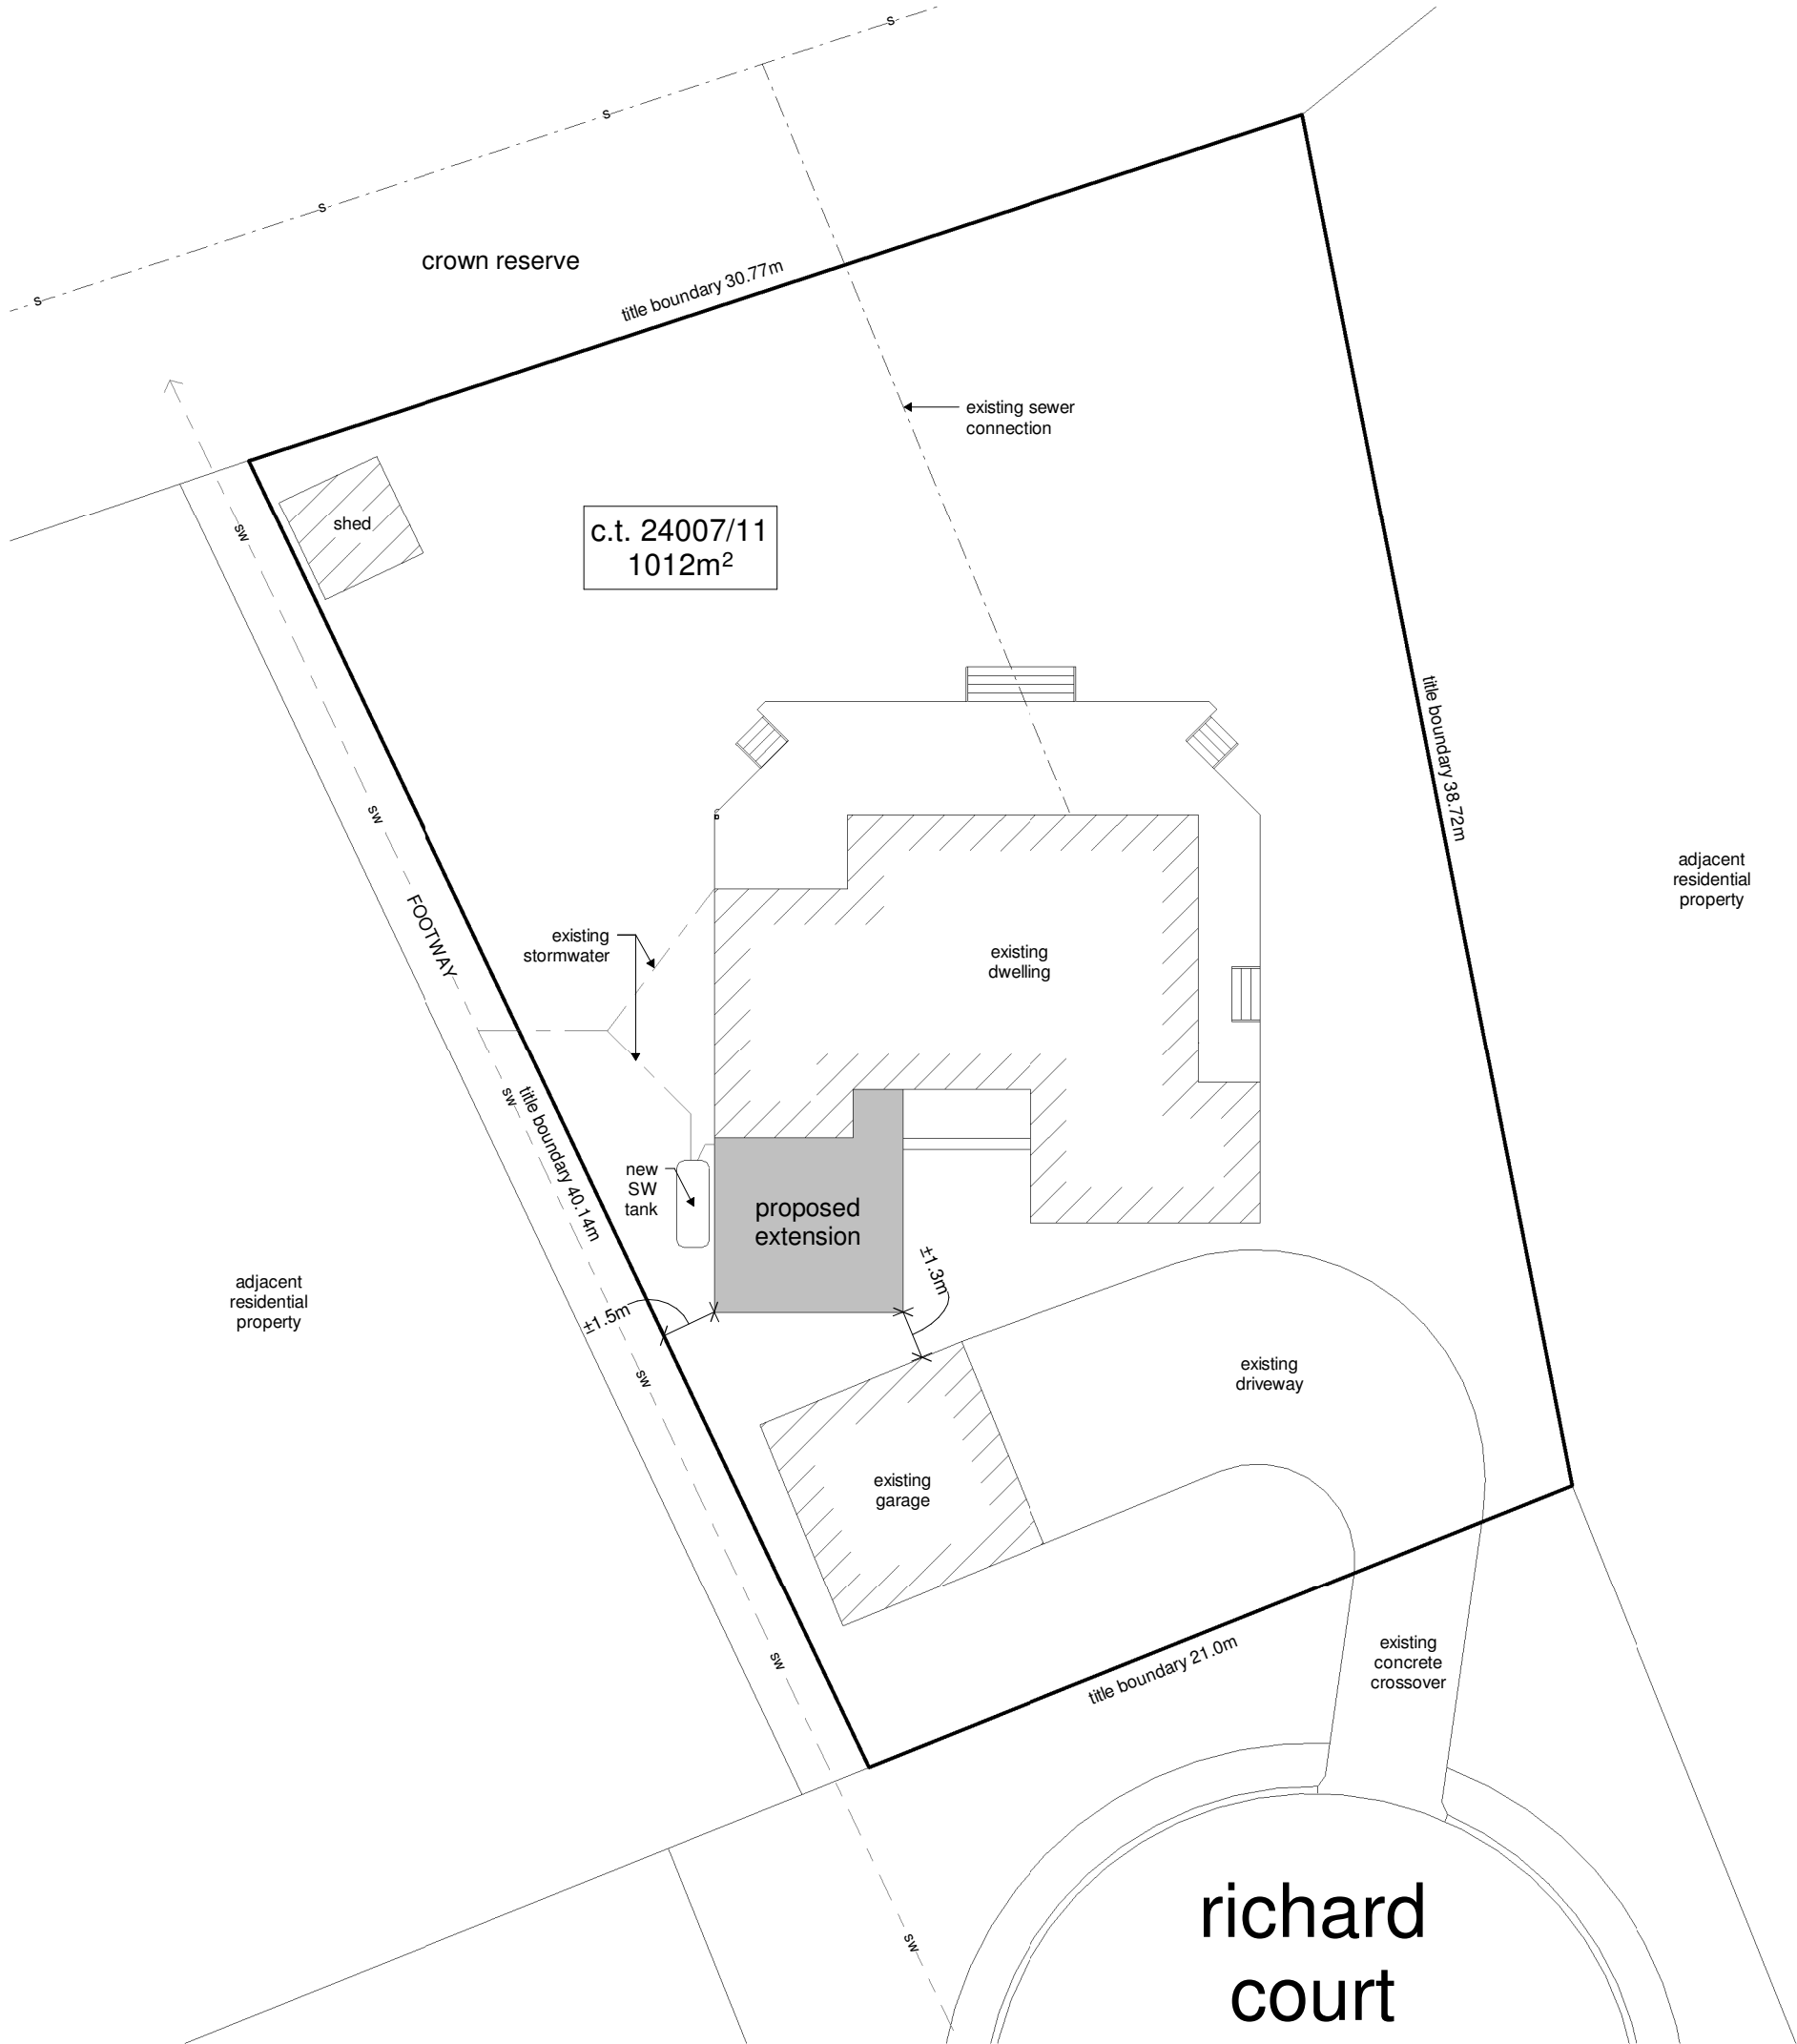 s
s
s
s
crown reserve
title boundary 30.77m
existing sewer
connection
shed
c.t. 24007/11
1012m²
sw
title boundary 38.72m
sw
adjacent
residential
property
FOOTWAY
existing
stormwater
existing
dwelling
sw
title boundary 40.14m
new
SW
tank
proposed
extension
±1.3m
±1.5m
adjacent
residential
property
sw
existing
driveway
existing
garage
existing
concrete
crossover
title boundary 21.0m
sw
sw
richard
court